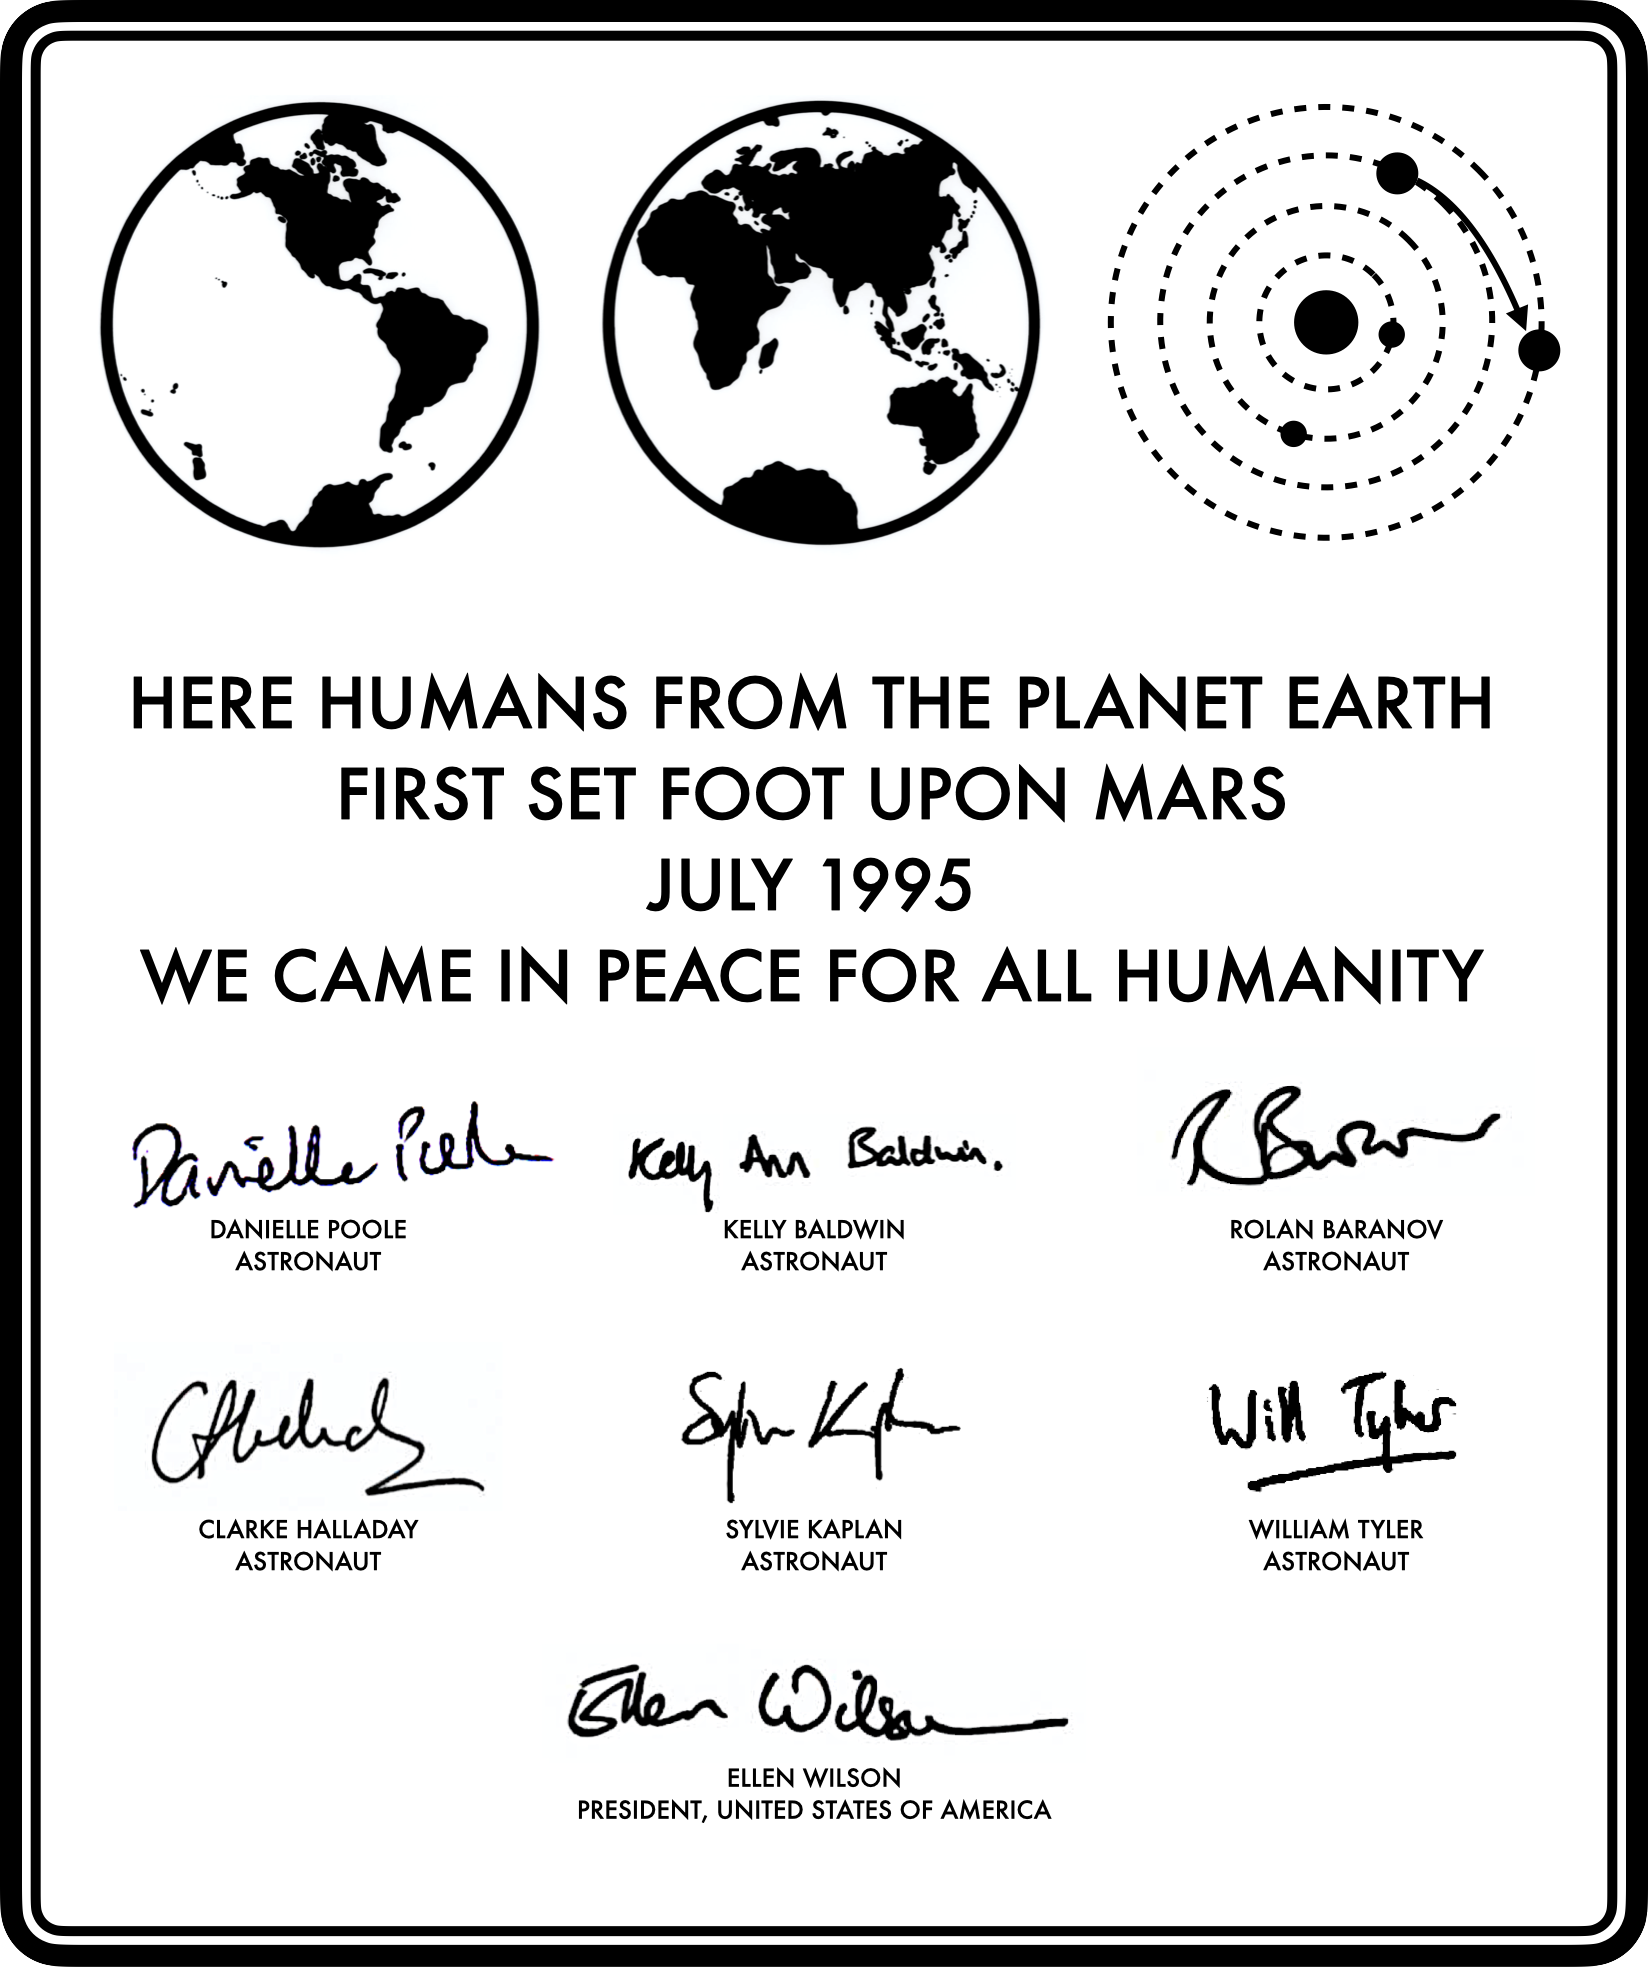 HERE HUMANS FROM THE PLANET EARTH
FIRST SET FOOT UPON MARS
JULY 1995
WE CAME IN PEACE FOR ALL HUMANITY
Danielle Poole Kelly Ann Baldwin. R Baranov
DANIELLE POOLE KELLY BALDWIN ROLAN BARANOV
ASTRONAUT ASTRONAUT ASTRONAUT
CHalladay Sylvie Kaplan Will Tyler
CLARKE HALLADAY SYLVIE KAPLAN WILLIAM TYLER
ASTRONAUT ASTRONAUT ASTRONAUT
Ellen Wilson
ELLEN WILSON
PRESIDENT, UNITED STATES OF AMERICA